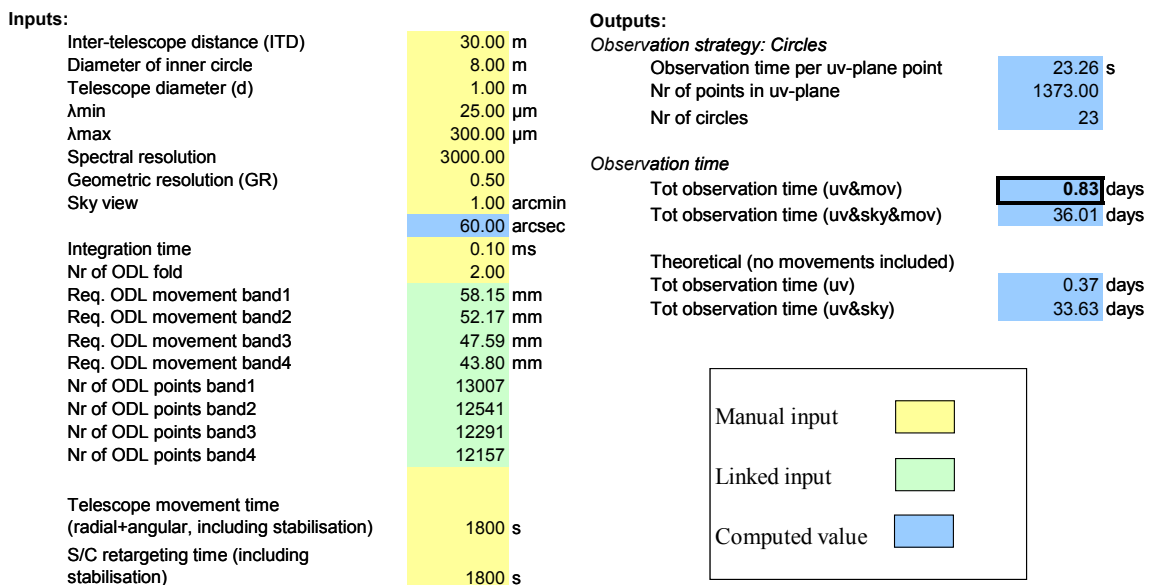 Inputs:
Inter-telescope distance (ITD) 30.00 m
Diameter of inner circle 8.00 m
Telescope diameter (d) 1.00 m
λmin 25.00 µm
λmax 300.00 µm
Spectral resolution 3000.00
Geometric resolution (GR) 0.50
Sky view 1.00 arcmin
60.00 arcsec
Integration time 0.10 ms
Nr of ODL fold 2.00
Req. ODL movement band1 58.15 mm
Req. ODL movement band2 52.17 mm
Req. ODL movement band3 47.59 mm
Req. ODL movement band4 43.80 mm
Nr of ODL points band1 13007
Nr of ODL points band2 12541
Nr of ODL points band3 12291
Nr of ODL points band4 12157
Telescope movement time
(radial+angular, including stabilisation) 1800 s
S/C retargeting time (including
stabilisation) 1800 s
Outputs:
Observation strategy: Circles
Observation time per uv-plane point 23.26 s
Nr of points in uv-plane 1373.00
Nr of circles 23
Observation time
Tot observation time (uv&mov) 0.83 days
Tot observation time (uv&sky&mov) 36.01 days
Theoretical (no movements included)
Tot observation time (uv) 0.37 days
Tot observation time (uv&sky) 33.63 days
Manual input
Linked input
Computed value